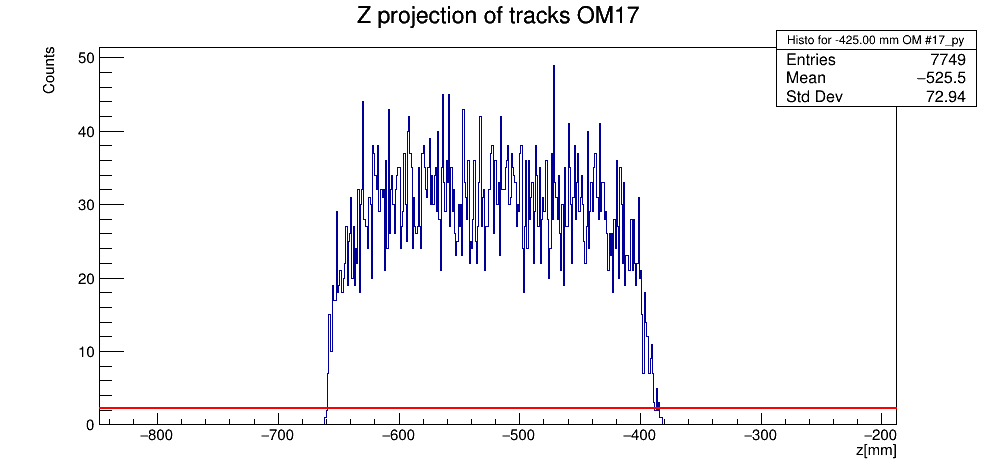 Z projection of tracks OM17
Histo for -425.00 mm OM #17_py
Entries 7749
Mean −525.5
Std Dev 72.94
Counts
50
40
30
20
10
0
−800 −700 −600 −500 −400 −300 −200
z[mm]